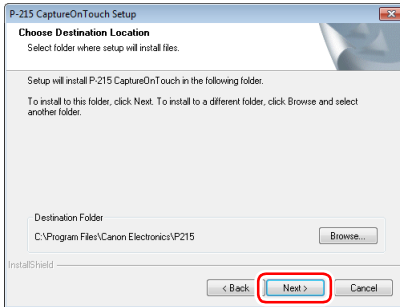 P-215 CaptureOnTouch Setup
Choose Destination Location
Select folder where setup will install files.
Setup will install P-215 CaptureOnTouch in the following folder.
To install to this folder, click Next. To install to a different folder, click Browse and select
another folder.
Destination Folder
C:\Program Files\Canon Electronics\P215
Browse...
InstallShield
< Back
Next >
Cancel